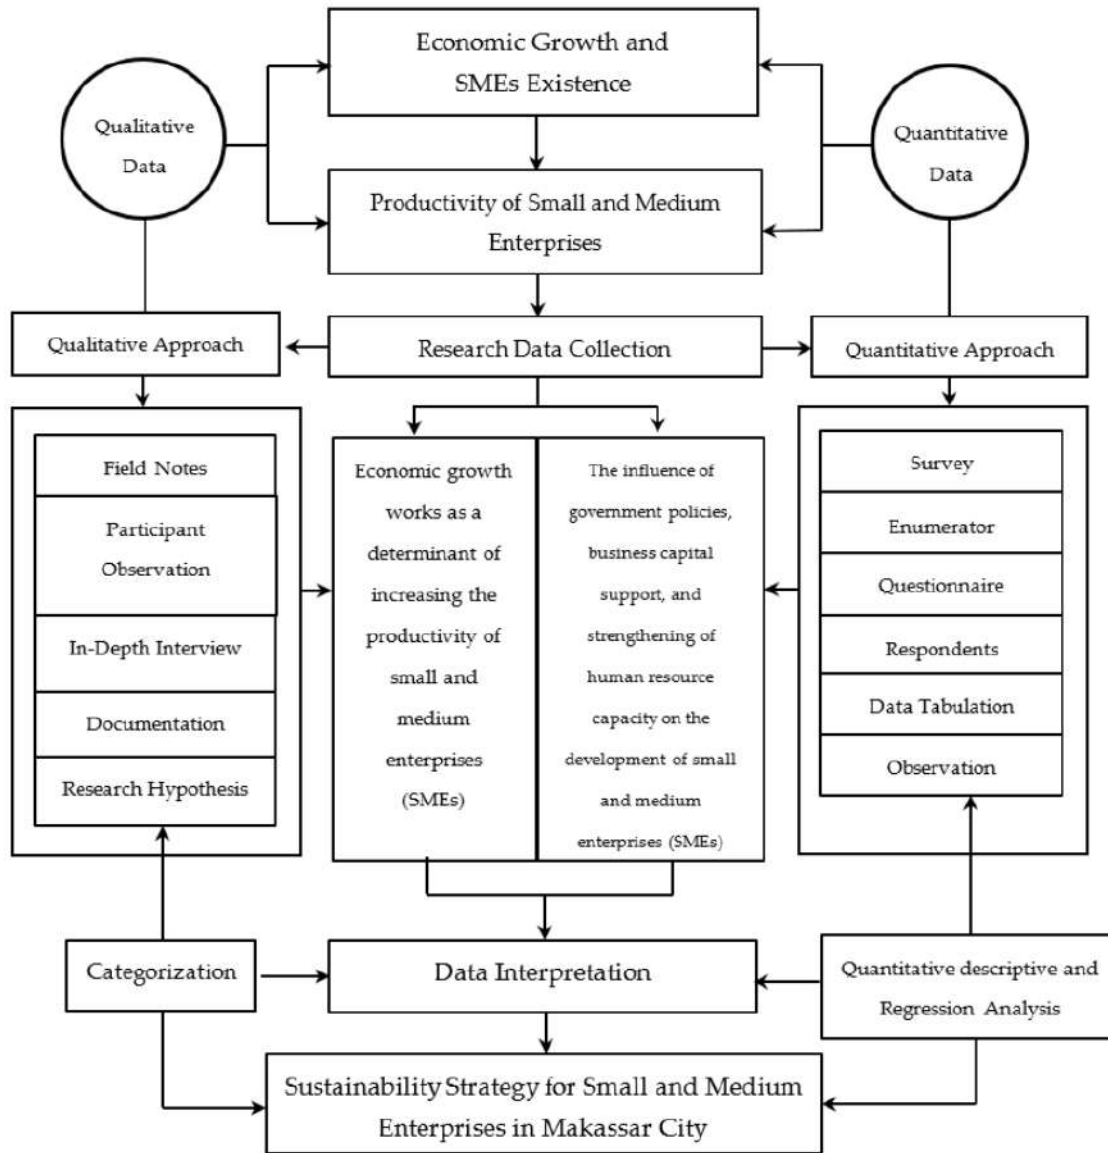 Economic Growth and
SMEs Existence
Qualitative
Data
Quantitative
Data
Productivity of Small and Medium
Enterprises
Qualitative Approach
Research Data Collection
Quantitative Approach
Field Notes
Participant
Observation
In-Depth Interview
Documentation
Research Hypothesis
Economic growth
works as a
determinant of
increasing the
productivity of
small and
medium
enterprises
(SMEs)
The influence of
government policies,
business capital
support, and
strengthening of
human resource
capacity on the
development of small
and medium
enterprises (SMEs)
Survey
Enumerator
Questionnaire
Respondents
Data Tabulation
Observation
Categorization
Data Interpretation
Quantitative descriptive and
Regression Analysis
Sustainability Strategy for Small and Medium
Enterprises in Makassar City